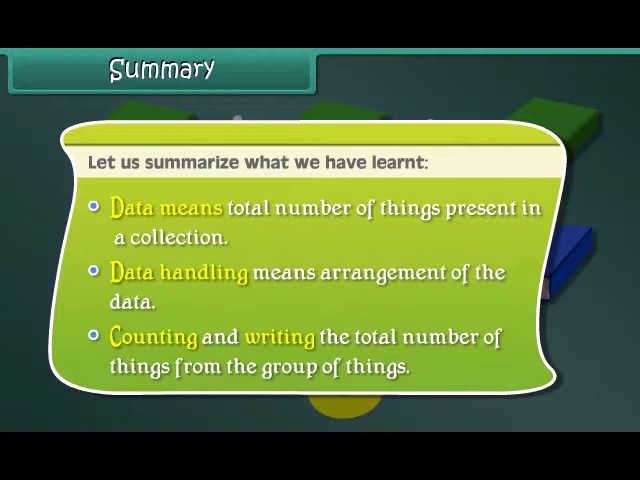 Summary
Let us summarize what we have learnt:
Data means total number of things present in
a collection.
Data handling means arrangement of the
data.
Counting and writing the total number of
things from the group of things.